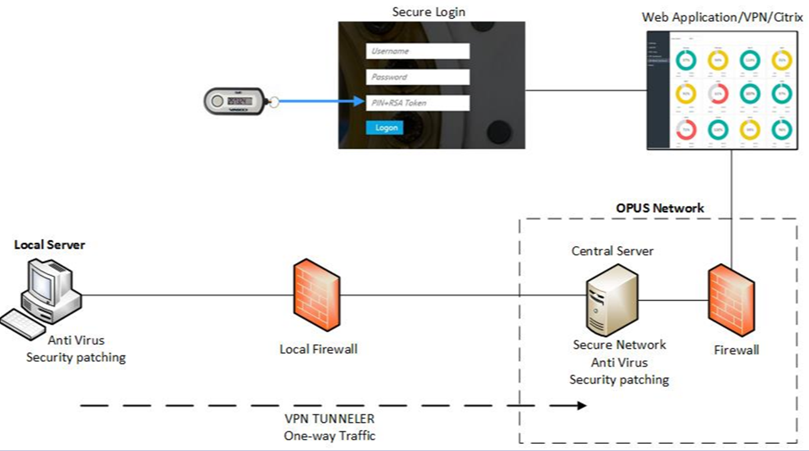 Secure Login
Web Application/VPN/Citrix
Username
Password
PIN+RSA Token
Logon
OPUS Network
Local Server
Central Server
Anti Virus
Security patching
Local Firewall
Secure Network
Anti Virus
Security patching
Firewall
VPN TUNNELER
One-way Traffic